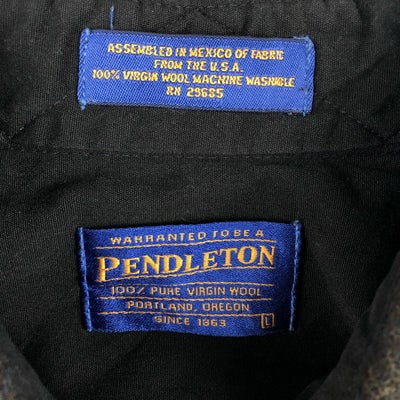 ASSEMBLED IN MEXICO OF FABRIC
FROM THE U.S.A.
100% VIRGIN WOOL MACHINE WASHABLE
RN 29685
WARRANTED TO BE A
PENDLETON
100% PURE VIRGIN WOOL
PORTLAND, OREGON
SINCE 1863 L